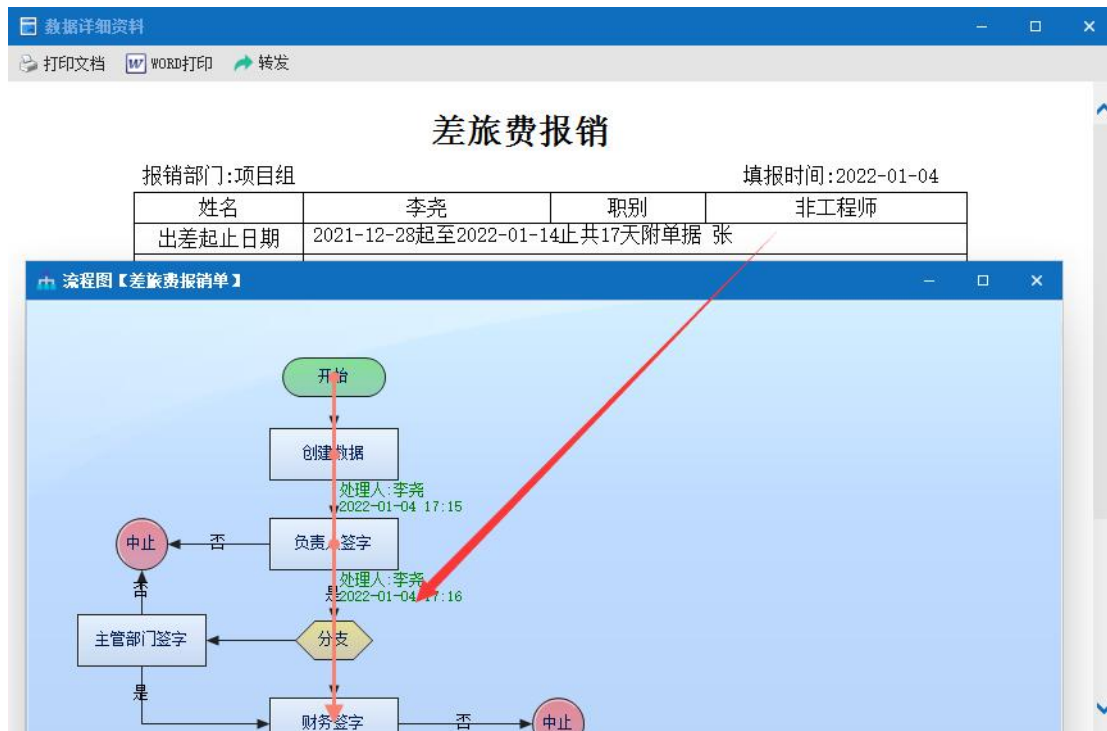 数据详细资料
打印文档 WORD打印 转发
差旅费报销
报销部门:项目组 填报时间:2022-01-04
姓名 李尧 职别 非工程师
出差起止日期 2021-12-28起至2022-01-14止共17天附单据 张
流程图【差旅费报销单】
开始
创建数据
处理人:李尧
2022-01-04 17:15
中止 否 负责人签字
处理人:李尧
否 是 2022-01-04 17:16
主管部门签字 分支
是
财务签字 否 中止